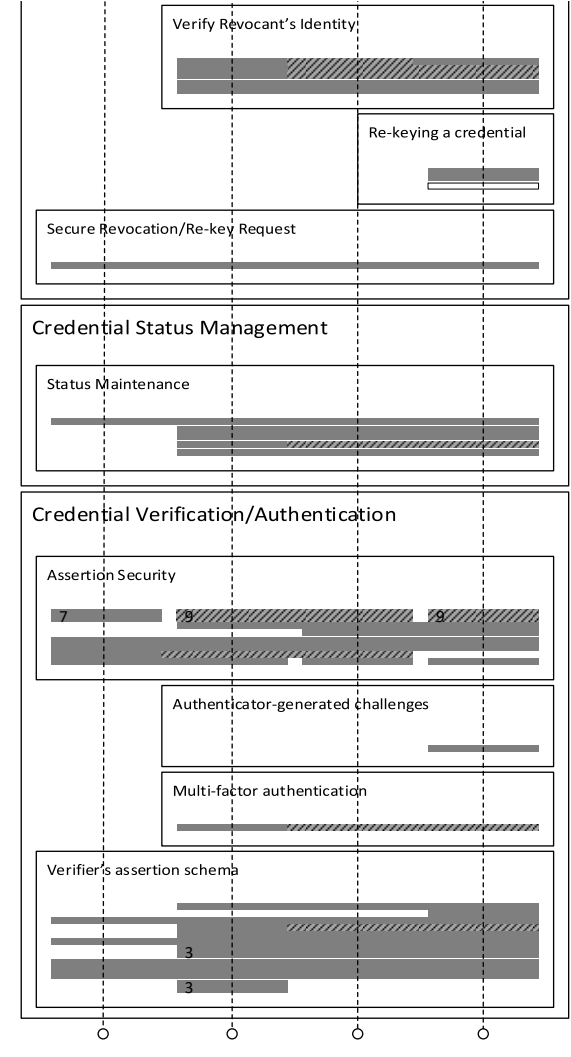 Verify Revocant's Identity
Re-keying a credential
Secure Revocation/Re-key Request
Credential Status Management
Status Maintenance
Credential Verification/Authentication
Assertion Security
7 9 9
Authenticator-generated challenges
Multi-factor authentication
Verifier's assertion schema
3
3